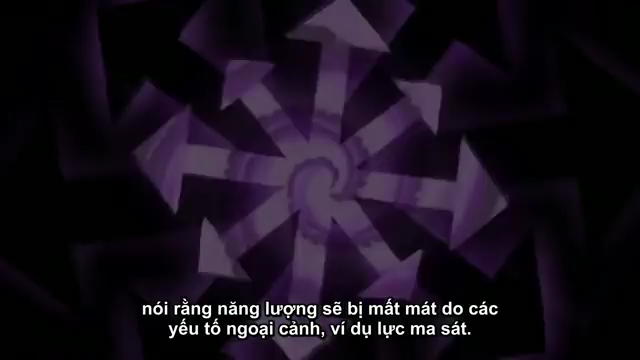 nói rằng năng lượng sẽ bị mất mát do các
yếu tố ngoại cảnh, ví dụ lực ma sát.